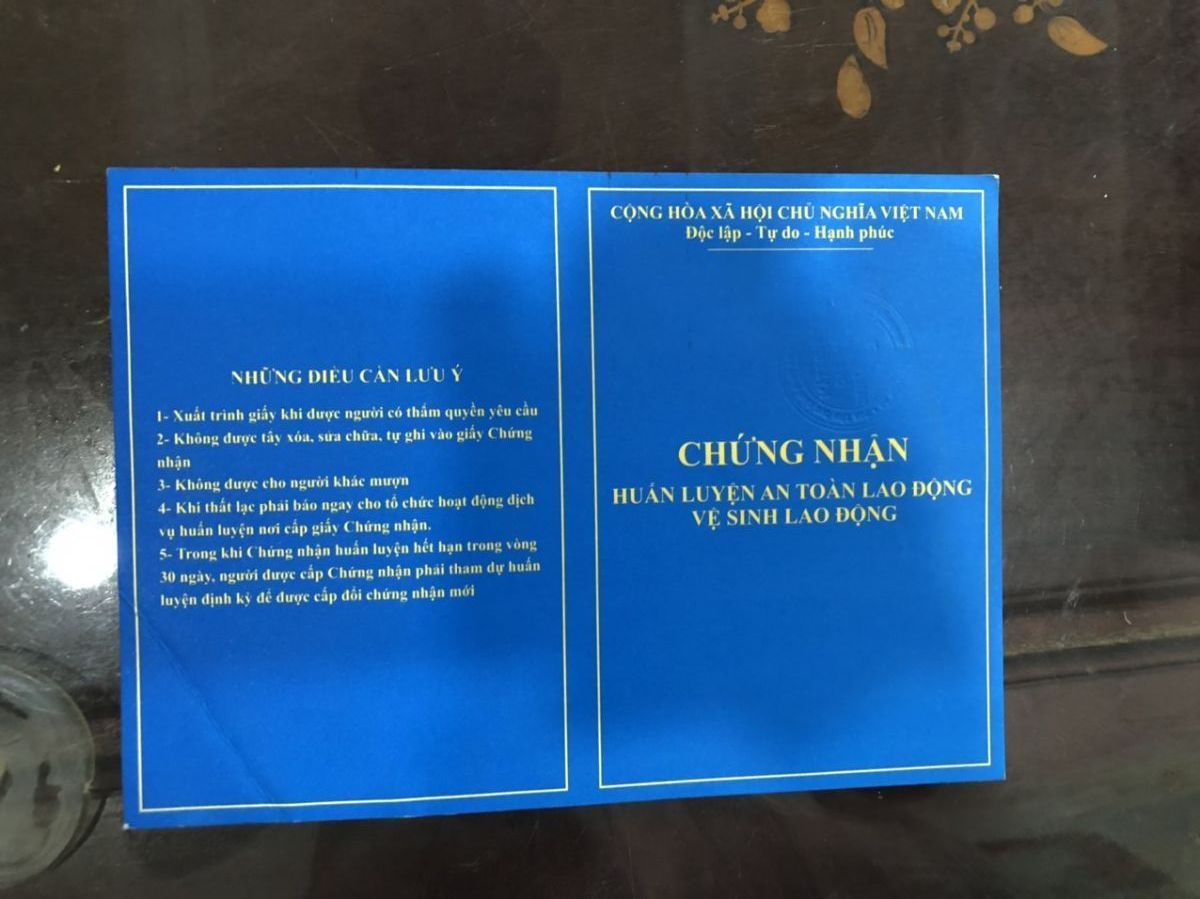 NHỮNG ĐIỀU CẦN LƯU Ý
1- Xuất trình giấy khi được người có thẩm quyền yêu cầu
2- Không được tẩy xóa, sửa chữa, tự ghi vào giấy Chứng
nhận
3- Không được cho người khác mượn
4- Khi thất lạc phải báo ngay cho tổ chức hoạt động dịch
vụ huấn luyện nơi cấp giấy Chứng nhận.
5- Trong khi Chứng nhận huấn luyện hết hạn trong vòng
30 ngày, người được cấp Chứng nhận phải tham dự huấn
luyện định kỳ để được cấp đổi chứng nhận mới
CỘNG HÒA XÃ HỘI CHỦ NGHĨA VIỆT NAM
Độc lập - Tự do - Hạnh phúc
CHỨNG NHẬN
HUẤN LUYỆN AN TOÀN LAO ĐỘNG
VỆ SINH LAO ĐỘNG